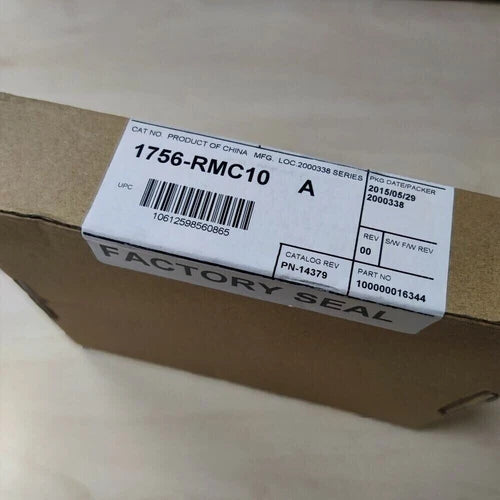 CAT NO. PRODUCT OF CHINA MFG. LOC.2000338 SERIES
1756-RMC10 A
UPC
10612598560865
PKG DATE/PACKER
2015/05/29
2000338
REV
00
S/W F/W REV
CATALOG REV
PN-14379
PART NO
100000016344
FACTORY SEAL